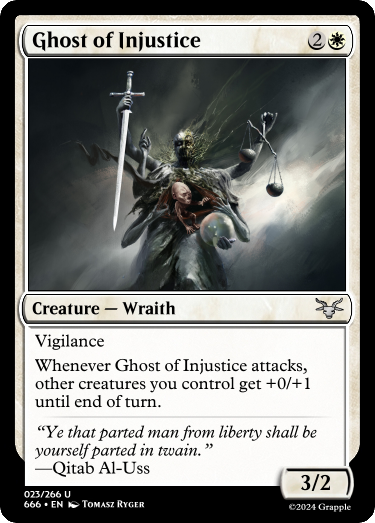 Ghost of Injustice 2
Creature — Wraith
Vigilance
Whenever Ghost of Injustice attacks,
other creatures you control get +0/+1
until end of turn.
“Ye that parted man from liberty shall be
yourself parted in twain.”
—Qitab Al-Uss
3/2
023/266 U
666 • EN Tomasz Ryger
©2024 Grapple